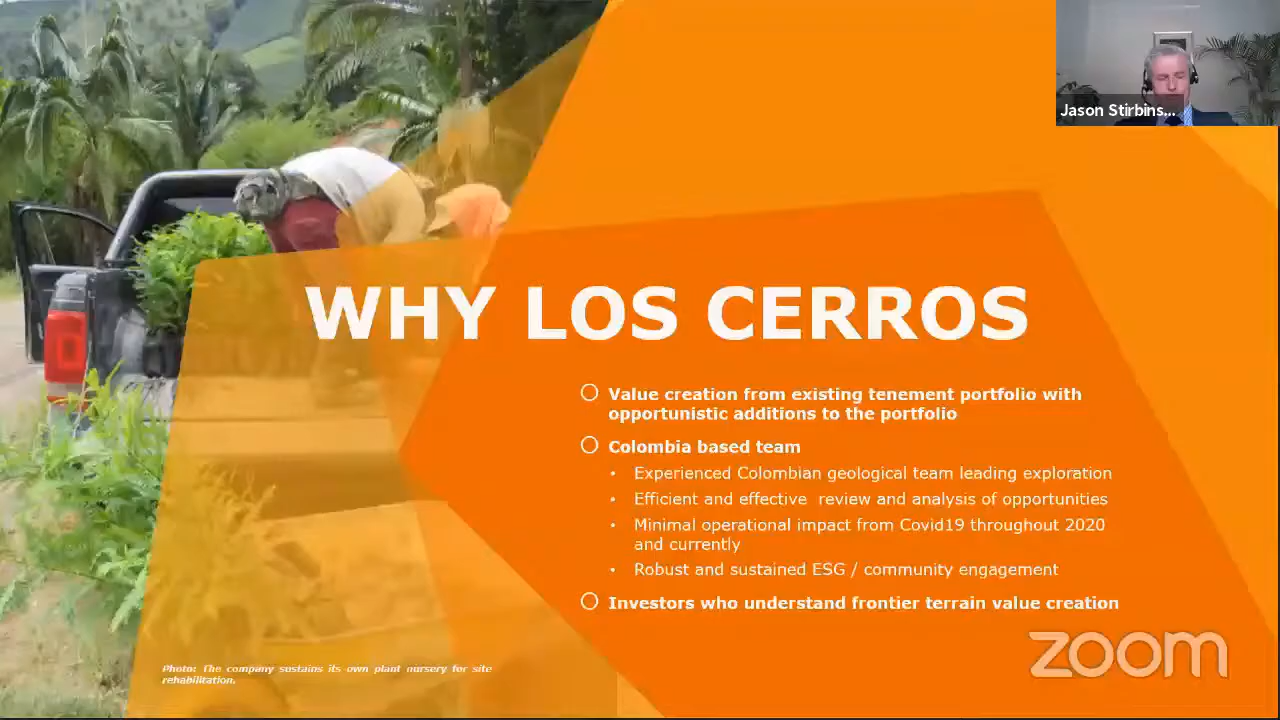 Jason Stirbins...
WHY LOS CERROS
Value creation from existing tenement portfolio with
opportunistic additions to the portfolio
Colombia based team
Experienced Colombian geological team leading exploration
Efficient and effective review and analysis of opportunities
Minimal operational impact from Covid19 throughout 2020
and currently
Robust and sustained ESG / community engagement
Investors who understand frontier terrain value creation
zoom
Photo: The company sustains its own plant nursery for site
rehabilitation.